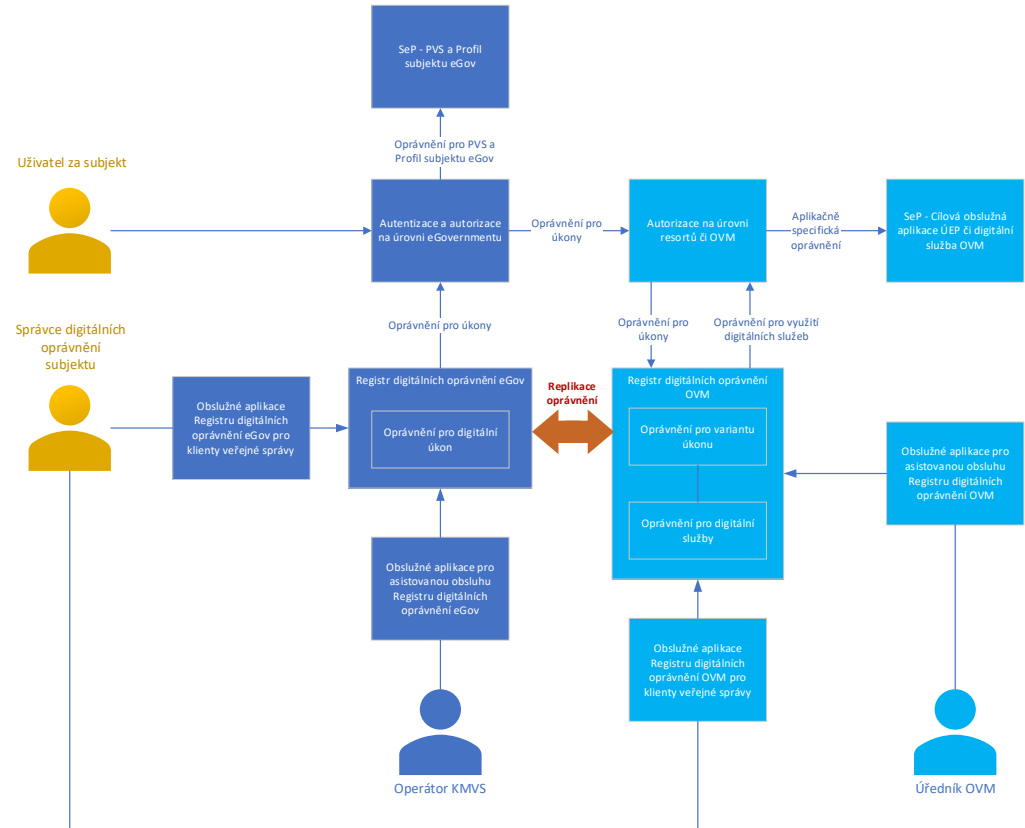 SeP - PVS a Profil
subjektu eGov
Oprávnění pro PVS a
Profil subjektu eGov
Uživatel za subjekt
Autentizace a autorizace
na úrovni eGovernmentu
Oprávnění pro
úkony
Autorizace na úrovni
resortů či OVM
Aplikačně
specifická
oprávnění
SeP - Cílová obslužná
aplikace ÚEP či digitální
služba OVM
Správce digitálních
oprávnění
subjektu
Oprávnění pro úkony
Oprávnění pro
úkony
Oprávnění pro využití
digitálních služeb
Obslužné aplikace
Registru digitálních
oprávnění eGov pro
klienty veřejné správy
Registr digitálních oprávnění eGov
Oprávnění pro digitální
úkon
Replikace
oprávnění
Registr digitálních oprávnění
OVM
Oprávnění pro variantu
úkonu
Oprávnění pro digitální
služby
Obslužné aplikace pro
asistovanou obsluhu
Registru digitálních
oprávnění OVM
Obslužné aplikace pro
asistovanou obsluhu
Registru digitálních
oprávnění eGov
Obslužné aplikace
Registru digitálních
oprávnění OVM pro
klienty veřejné správy
Operátor KMVS
Úředník OVM